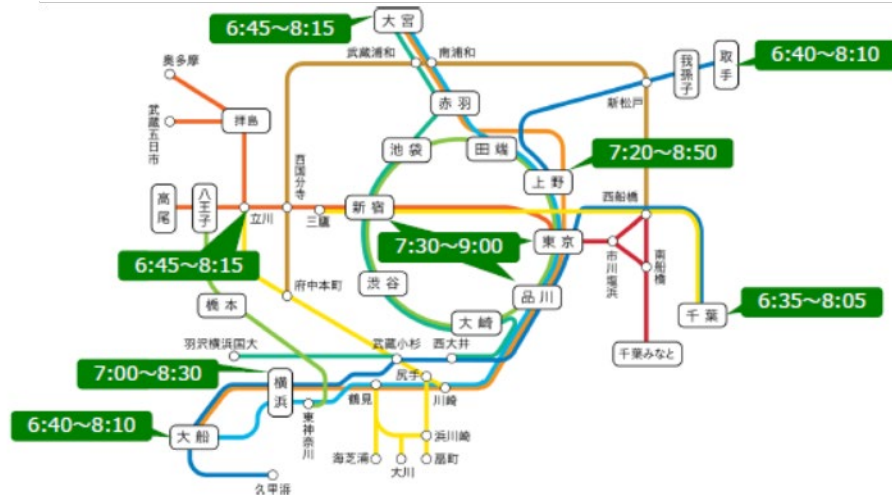 6:45～8:15
大宮
武蔵浦和
南浦和
奥多摩
我孫子
取手
6:40～8:10
新松戸
赤羽
武蔵五日市
拝島
池袋
田端
7:20～8:50
西国分寺
上野
高尾
八王子
立川
三鷹
新宿
西船橋
7:30～9:00
東京
6:45～8:15
市川塩浜
南船橋
府中本町
渋谷
品川
橋本
千葉
6:35～8:05
大崎
羽沢横浜国大
武蔵小杉
西大井
千葉みなと
7:00～8:30
横浜
尻手
鶴見
川崎
東神奈川
6:40～8:10
大船
浜川崎
海芝浦
大川
扇町
久里浜